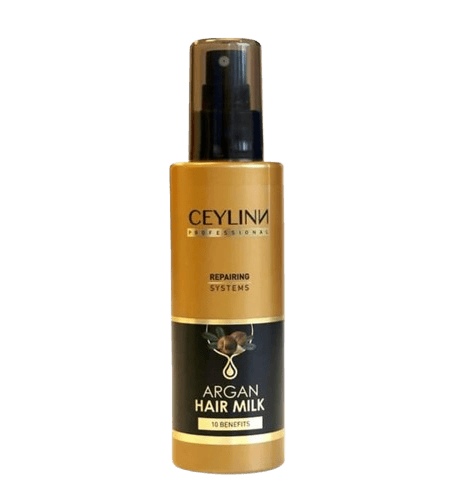 CEYLINN
PROFESSIONAL
REPAIRING
SYSTEMS
ARGAN
HAIR MILK
10 BENEFITS